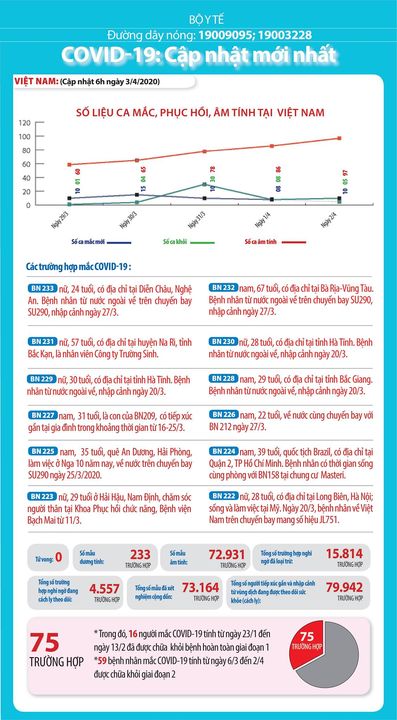 BỘ Y TẾ
Đường dây nóng: 19009095; 19003228
COVID-19: Cập nhật mới nhất
VIỆT NAM: (Cập nhật 6h ngày 3/4/2020)
SỐ LIỆU CA MẮC, PHỤC HỒI, ÂM TÍNH TẠI VIỆT NAM
120
100
80
60
40
20
0
10 01 60
15 04 65
10 30 78
08 08 86
10 05 97
Ngày 29/3
Ngày 30/3
Ngày 31/3
Ngày 1/4
Ngày 2/4
Số ca mắc mới
Số ca khỏi
Số ca âm tính
Các trường hợp mắc COVID-19 :
BN 233 nữ, 24 tuổi, có địa chỉ tại Diễn Châu, Nghệ
An. Bệnh nhân từ nước ngoài về trên chuyến bay
SU290, nhập cảnh ngày 27/3.
BN 232 nam, 67 tuổi, có địa chỉ tại Bà Rịa-Vũng Tàu.
Bệnh nhân từ nước ngoài về trên chuyến bay SU290,
nhập cảnh ngày 27/3.
BN 231 nữ, 57 tuổi, có địa chỉ tại huyện Na Rì, tỉnh
Bắc Kạn, là nhân viên Công ty Trường Sinh.
BN 230 nữ, 28 tuổi, có địa chỉ tại tỉnh Hà Tĩnh. Bệnh
nhân từ nước ngoài về, nhập cảnh ngày 20/3.
BN 229 nữ, 30 tuổi, có địa chỉ tại tỉnh Hà Tĩnh. Bệnh
nhân từ nước ngoài về, nhập cảnh ngày 20/3.
BN 228 nam, 29 tuổi, có địa chỉ tại tỉnh Bắc Giang.
Bệnh nhân từ nước ngoài về, nhập cảnh ngày 20/3.
BN 227 nam, 31 tuổi, là con của BN209, có tiếp xúc
gần tại gia đình trong khoảng thời gian từ 16-25/3.
BN 226 nam, 22 tuổi, về nước cùng chuyến bay với
BN 212 ngày 27/3.
BN 225 nam, 35 tuổi, quê An Dương, Hải Phòng,
làm việc ở Nga 10 năm nay, về nước trên chuyến bay
SU290 ngày 25/3/2020.
BN 224 nam, 39 tuổi, quốc tịch Brazil, có địa chỉ tại
Quận 2, TP Hồ Chí Minh. Bệnh nhân có thời gian sống
cùng phòng với BN158 tại chung cư Masteri.
BN 223 nữ, 29 tuổi ở Hải Hậu, Nam Định, chăm sóc
người thân tại Khoa Phục hồi chức năng, Bệnh viện
Bạch Mai từ 11/3.
BN 222 nữ, 28 tuổi, có địa chỉ tại Long Biên, Hà Nội;
sống và làm việc tại Mỹ. Ngày 20/3, bệnh nhân về Việt
Nam trên chuyến bay mang số hiệu JL751.
Tử vong: 0
Số mẫu
dương tính:
233
TRƯỜNG HỢP
Số mẫu
âm tính:
72.931
TRƯỜNG HỢP
Tổng số trường hợp nghi
ngờ đã loại trừ:
15.814
TRƯỜNG HỢP
Tổng số trường
hợp nghi ngờ đang
cách ly theo dõi:
4.557
TRƯỜNG HỢP
Tổng số mẫu đã xét
nghiệm cộng dồn:
73.164
TRƯỜNG HỢP
Tổng số người tiếp xúc gần và nhập cảnh
từ vùng dịch đang được theo dõi sức
khỏe (cách ly):
79.942
TRƯỜNG HỢP
75
TRƯỜNG HỢP
* Trong đó, 16 người mắc COVID-19 tính từ ngày 23/1 đến
ngày 13/2 đã được chữa khỏi bệnh hoàn toàn giai đoạn 1
*59 bệnh nhân mắc COVID-19 tính từ ngày 6/3 đến 2/4
được chữa khỏi giai đoạn 2
75
TRƯỜNG HỢP